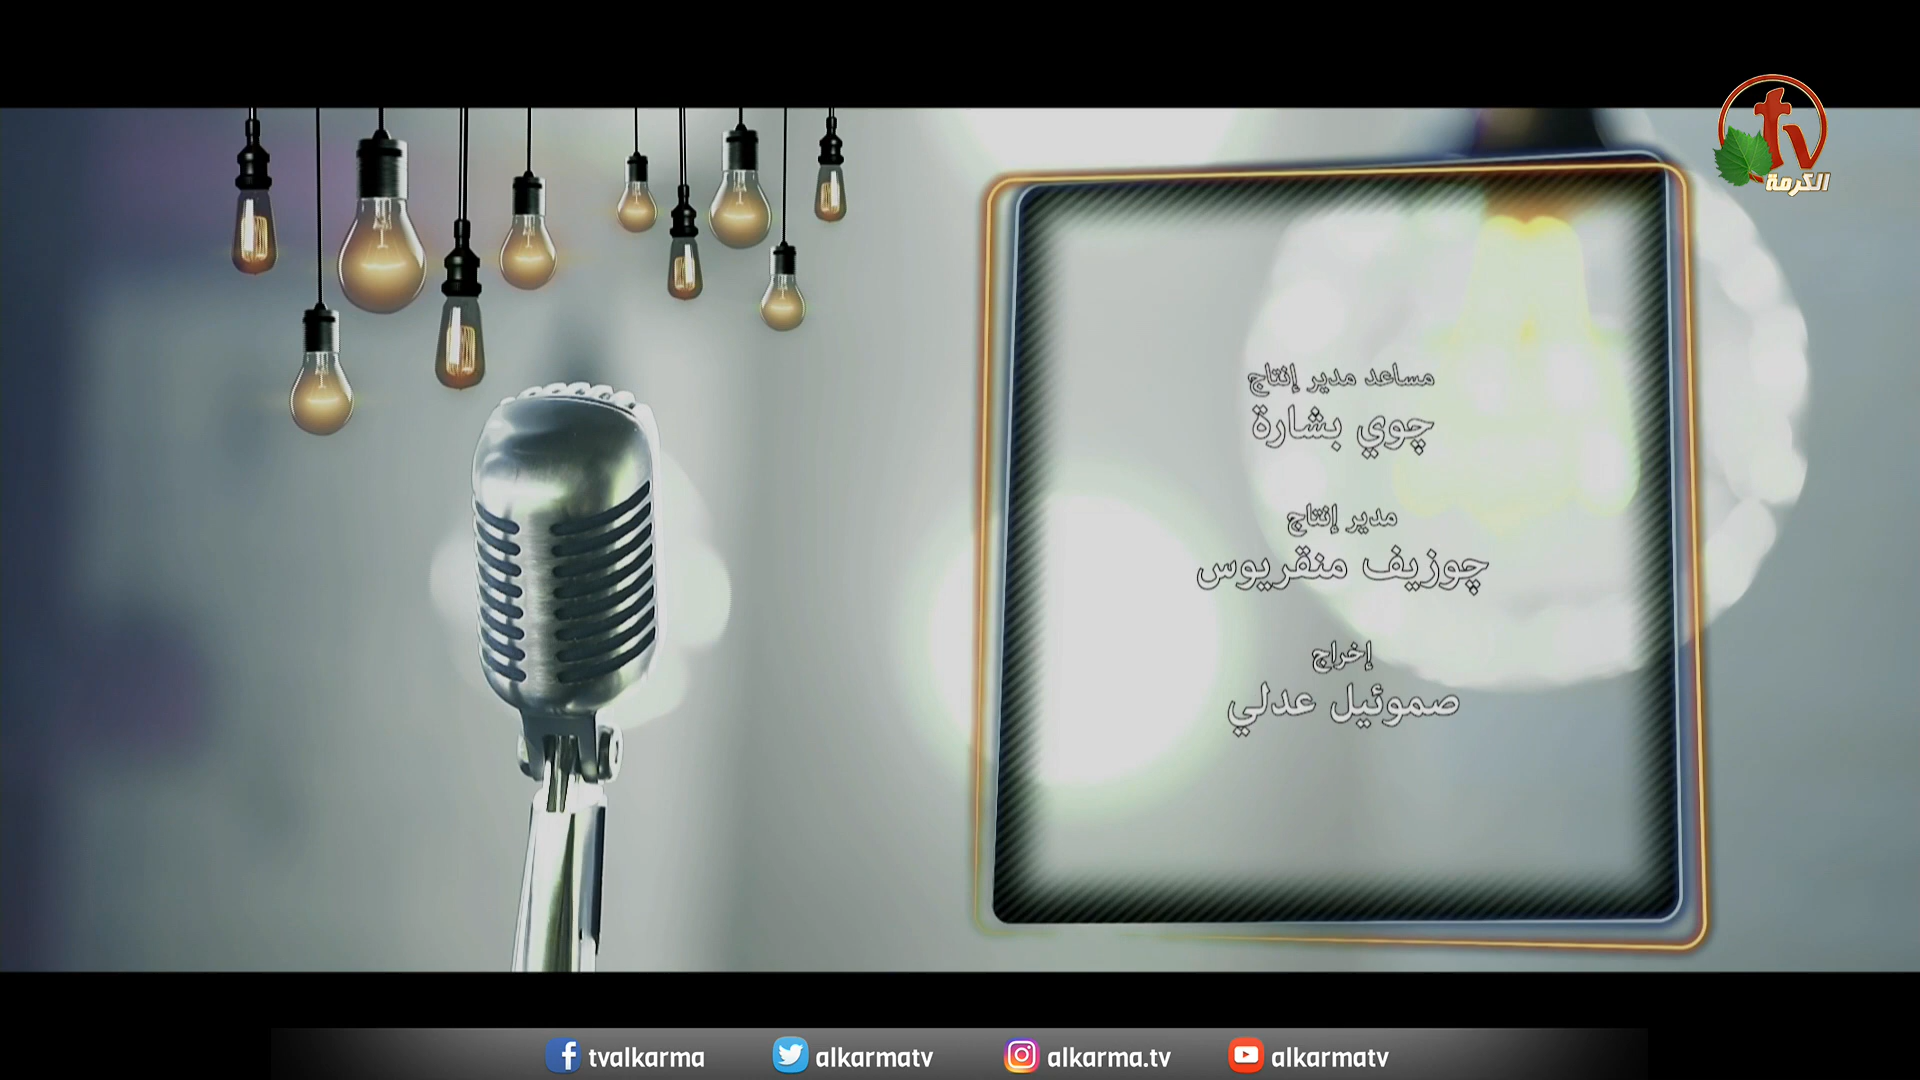 tv
الكرمة
مساعد مدير إنتاج
چوي بشارة
مدير إنتاج
چوزيف منقريوس
إخراج
صموئيل عدلي
tvalkarma
alkarmatv
alkarma.tv
alkarmatv